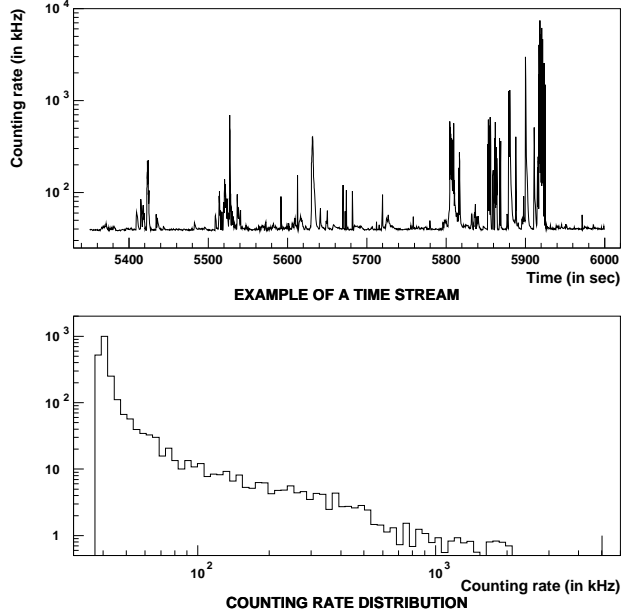 Counting rate (in kHz)
10^4
10^3
10^2
5400 5500 5600 5700 5800 5900 6000
Time (in sec)
EXAMPLE OF A TIME STREAM
10^3
10^2
10
1
10^2 10^3
Counting rate (in kHz)
COUNTING RATE DISTRIBUTION